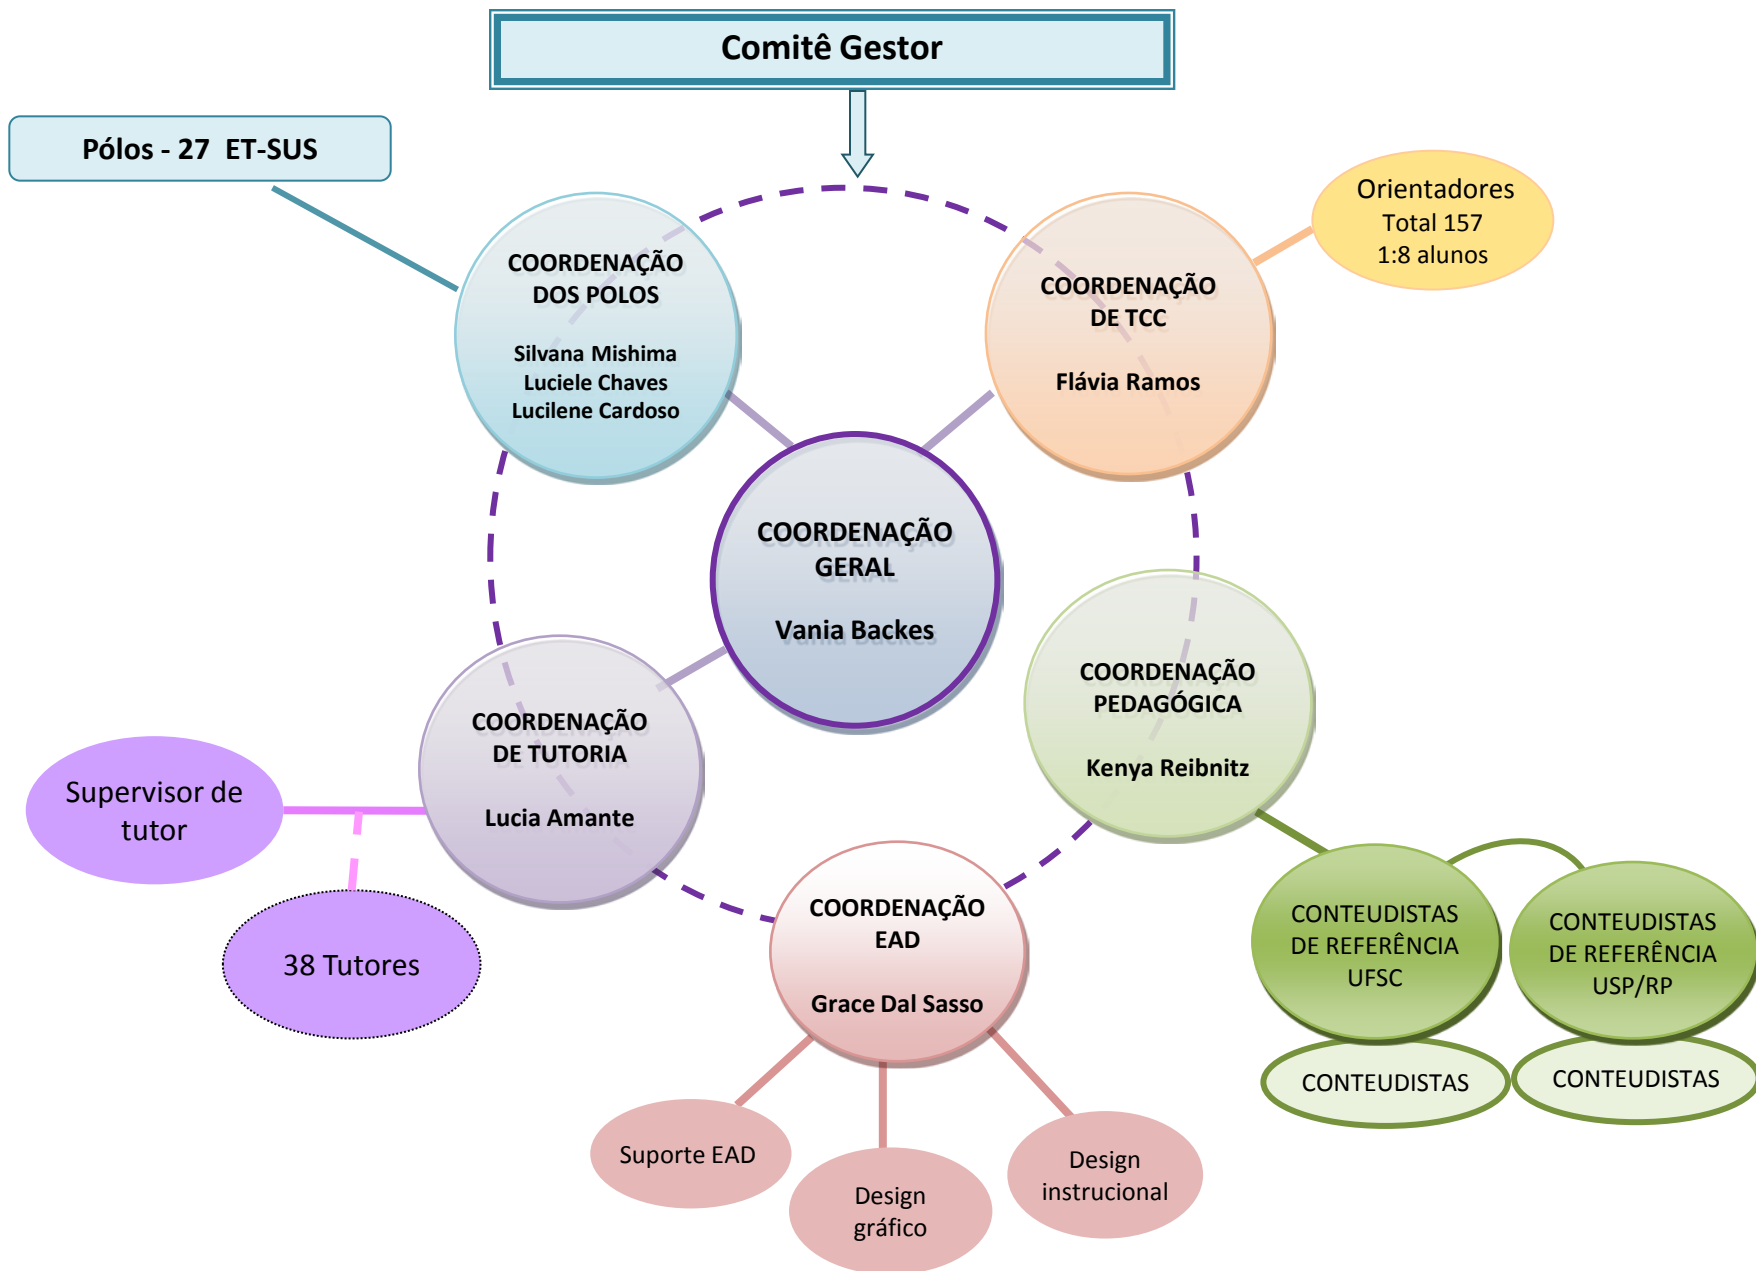 Comitê Gestor
Pólos - 27 ET-SUS
Orientadores
Total 157
1:8 alunos
COORDENAÇÃO
DOS POLOS
Silvana Mishima
Luciele Chaves
Lucilene Cardoso
COORDENAÇÃO
DE TCC
Flávia Ramos
COORDENAÇÃO
GERAL
Vania Backes
COORDENAÇÃO
PEDAGÓGICA
Kenya Reibnitz
COORDENAÇÃO
DE TUTORIA
Lucia Amante
Supervisor de
tutor
38 Tutores
COORDENAÇÃO
EAD
Grace Dal Sasso
CONTEUDISTAS
DE REFERÊNCIA
UFSC
CONTEUDISTAS
DE REFERÊNCIA
USP/RP
CONTEUDISTAS
CONTEUDISTAS
Suporte EAD
Design
gráfico
Design
instrucional